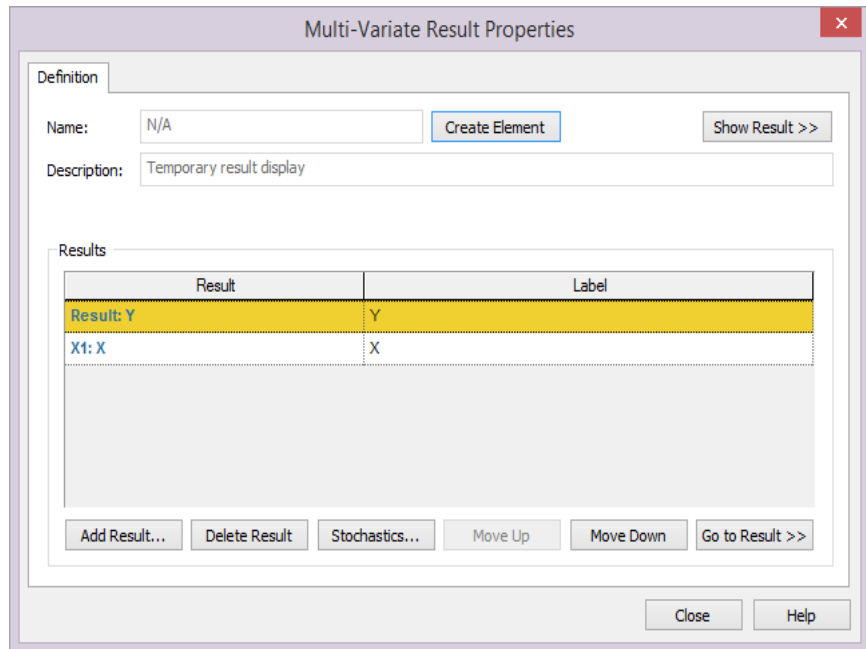 Multi-Variate Result Properties
Definition
Name: N/A Create Element Show Result >>
Description: Temporary result display
Results
Result Label
Result: Y Y
X1: X X
Add Result... Delete Result Stochastics... Move Up Move Down Go to Result >>
Close Help